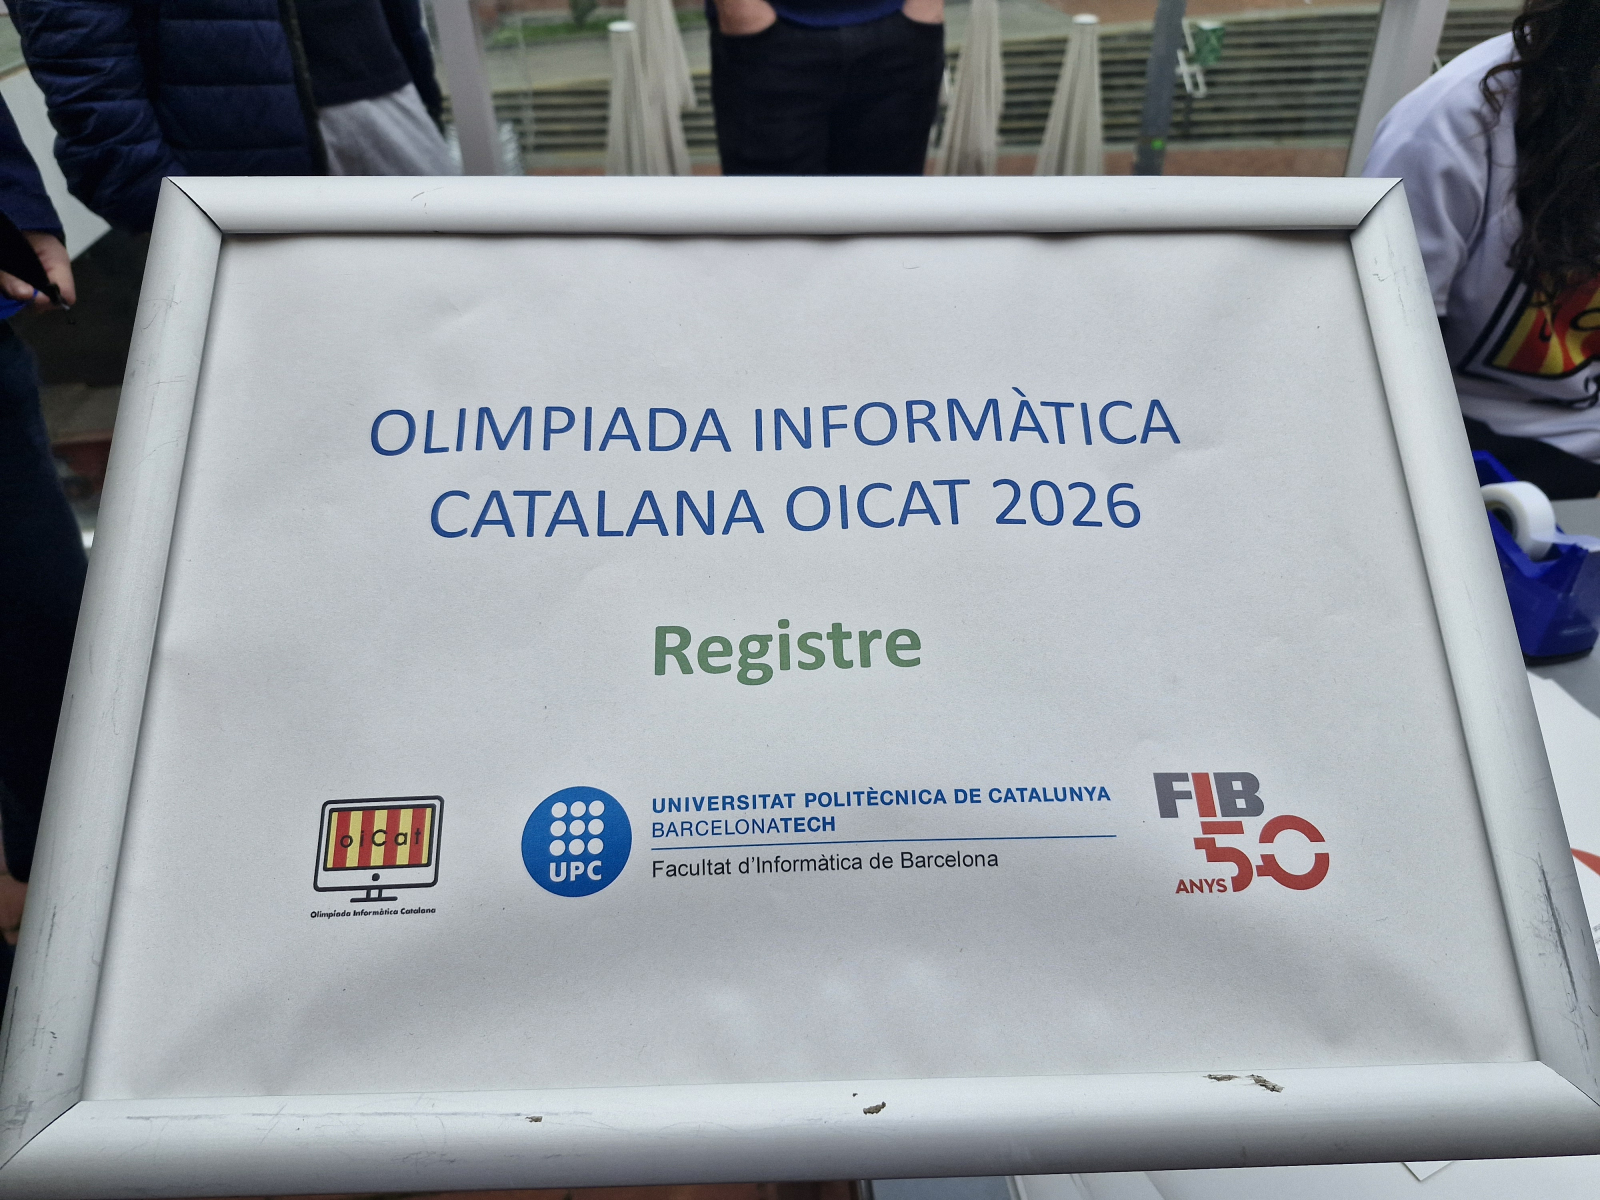 OLIMPIADA INFORMÀTICA
CATALANA OICAT 2026
Registre
oiCat
Olimpíada Informàtica Catalana
UPC
UNIVERSITAT POLITÈCNICA DE CATALUNYA
BARCELONATECH
Facultat d'Informàtica de Barcelona
FIB
50
ANYS